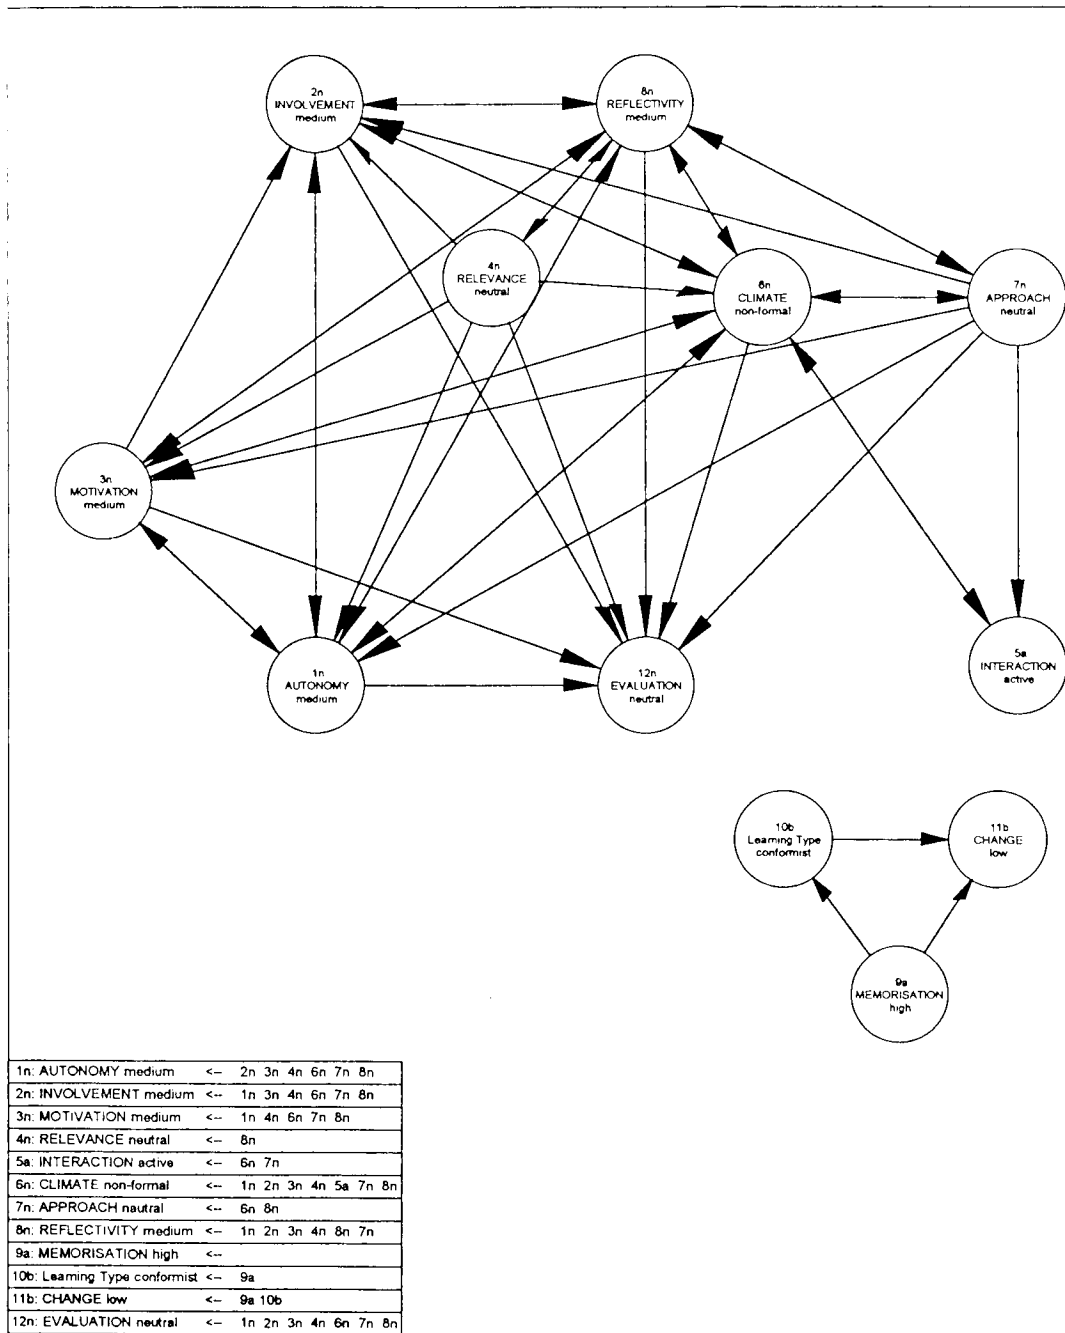 2n
INVOLVEMENT
medium
8n
REFLECTIVITY
medium
4n
RELEVANCE
neutral
6n
CLIMATE
non-formal
7n
APPROACH
neutral
3n
MOTIVATION
medium
1n
AUTONOMY
medium
12n
EVALUATION
neutral
5a
INTERACTION
active
10b
Learning Type
conformist
11b
CHANGE
low
9a
MEMORISATION
high
1n: AUTONOMY medium <-- 2n 3n 4n 6n 7n 8n
2n: INVOLVEMENT medium <-- 1n 3n 4n 6n 7n 8n
3n: MOTIVATION medium <-- 1n 4n 6n 7n 8n
4n: RELEVANCE neutral <-- 8n
5a: INTERACTION active <-- 6n 7n
6n: CLIMATE non-formal <-- 1n 2n 3n 4n 5a 7n 8n
7n: APPROACH neutral <-- 6n 8n
8n: REFLECTIVITY medium <-- 1n 2n 3n 4n 8n 7n
9a: MEMORISATION high <--
10b: Learning Type conformist <-- 9a
11b: CHANGE low <-- 9a 10b
12n: EVALUATION neutral <-- 1n 2n 3n 4n 6n 7n 8n